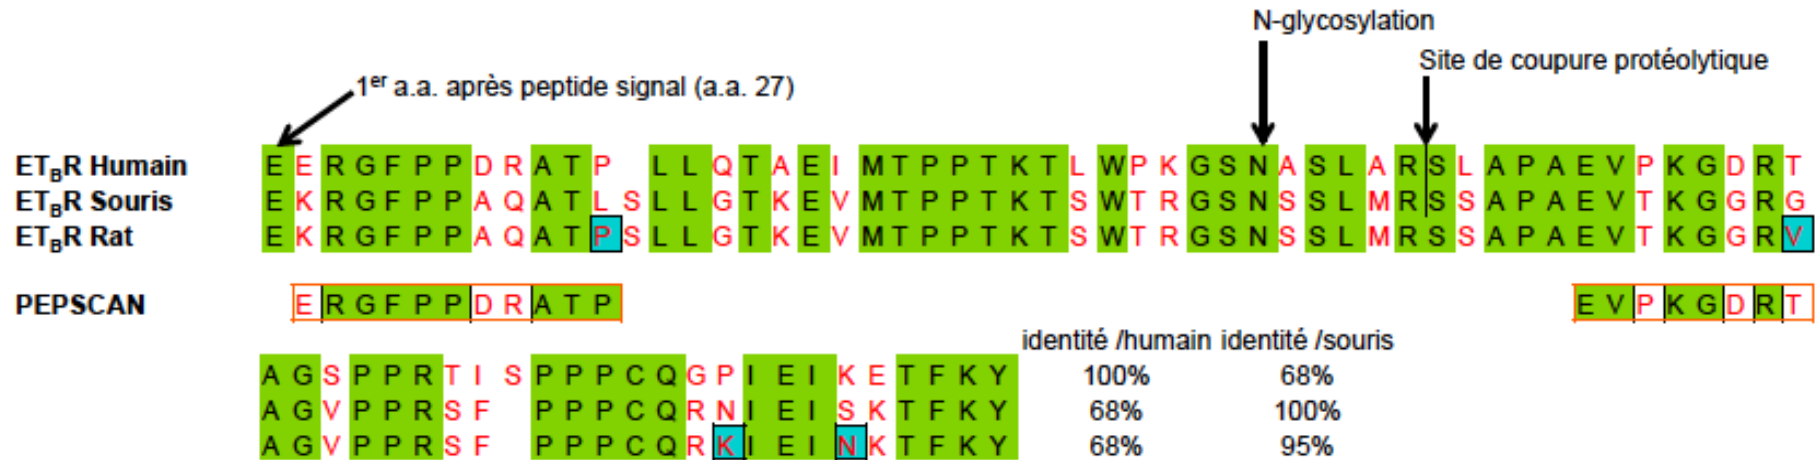 N-glycosylation
Site de coupure protéolytique
1er a.a. après peptide signal (a.a. 27)
ETBR Humain E E R G F P P D R A T P L L Q T A E I M T P P T K T L W P K G S N A S L A R S L A P A E V P K G D R T
ETBR Souris E K R G F P P A Q A T L S L L G T K E V M T P P T K T S W T R G S N S S L M R S S A P A E V T K G G R G
ETBR Rat E K R G F P P A Q A T P S L L G T K E V M T P P T K T S W T R G S N S S L M R S S A P A E V T K G G R V
PEPSCAN E R G F P P D R A T P E V P K G D R T
identité /humain identité /souris
A G S P P R T I S P P P C Q G P I E I K E T F K Y 100% 68%
A G V P P R S F P P P C Q R N I E I S K T F K Y 68% 100%
A G V P P R S F P P P C Q R K I E I N K T F K Y 68% 95%